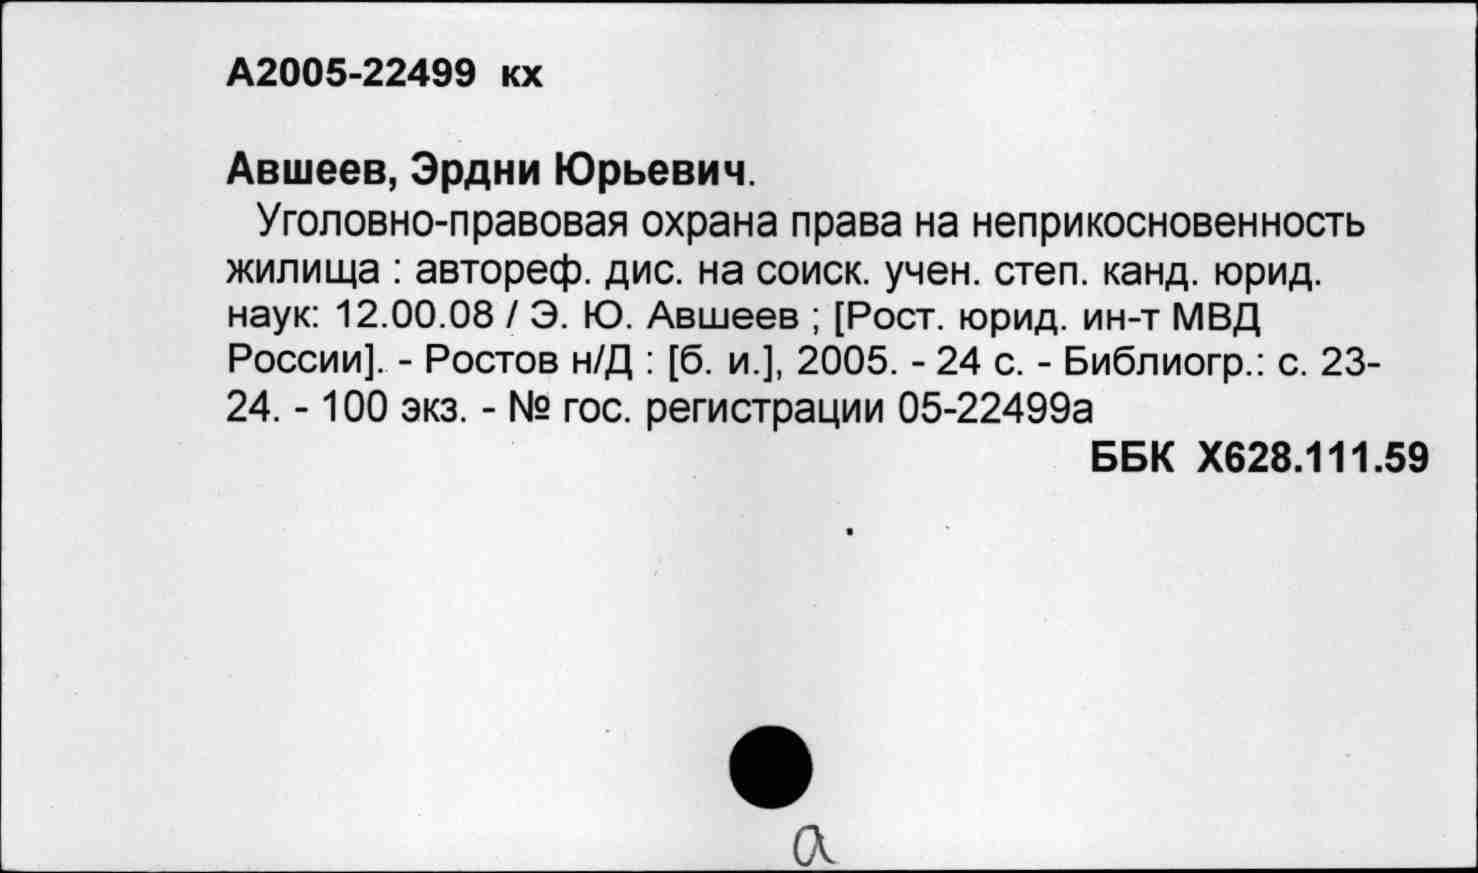 А2005-22499 кх
Авшеев, Эрдни Юрьевич.
Уголовно-правовая охрана права на неприкосновенность
жилища : автореф. дис. на соиск. учен. степ. канд. юрид.
наук: 12.00.08 / Э. Ю. Авшеев ; [Рост. юрид. ин-т МВД
России]. - Ростов н/Д : [б. и.], 2005. - 24 с. - Библиогр.: с. 23-
24. - 100 экз. - № гос. регистрации 05-22499а
ББК Х628.111.59
а